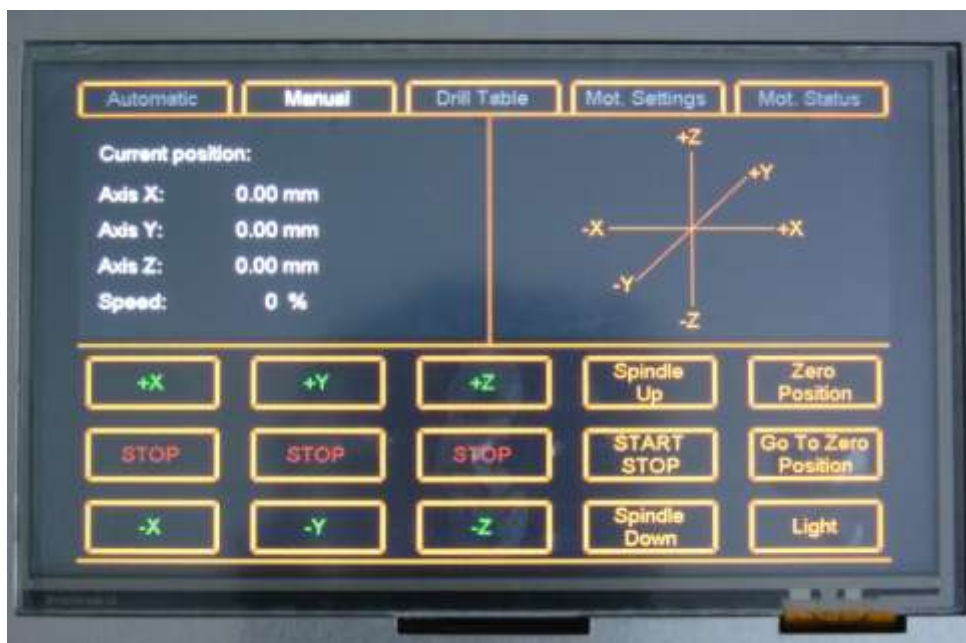 Automatic Manual Drill Table Mot. Settings Mot. Status
Current position:
Axis X: 0.00 mm
Axis Y: 0.00 mm
Axis Z: 0.00 mm
Speed: 0 %
+Z
+Y
-X +X
-Y
-Z
+X +Y +Z Spindle Up Zero Position
STOP STOP STOP START STOP Go To Zero Position
-X -Y -Z Spindle Down Light